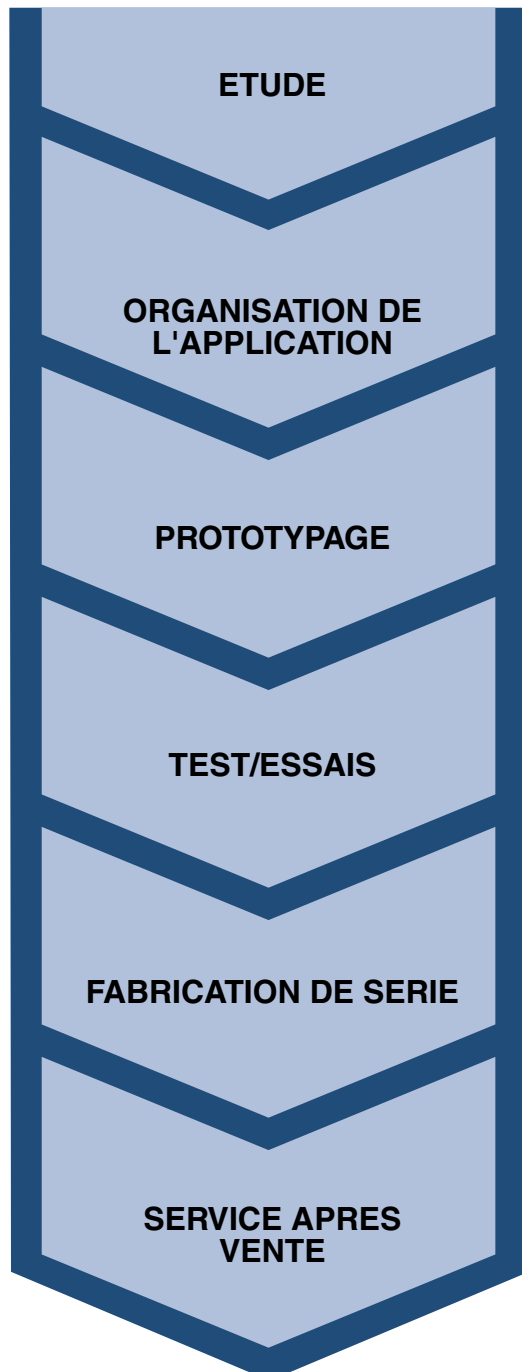 ETUDE
ORGANISATION DE
L'APPLICATION
PROTOTYPAGE
TEST/ESSAIS
FABRICATION DE SERIE
SERVICE APRES
VENTE